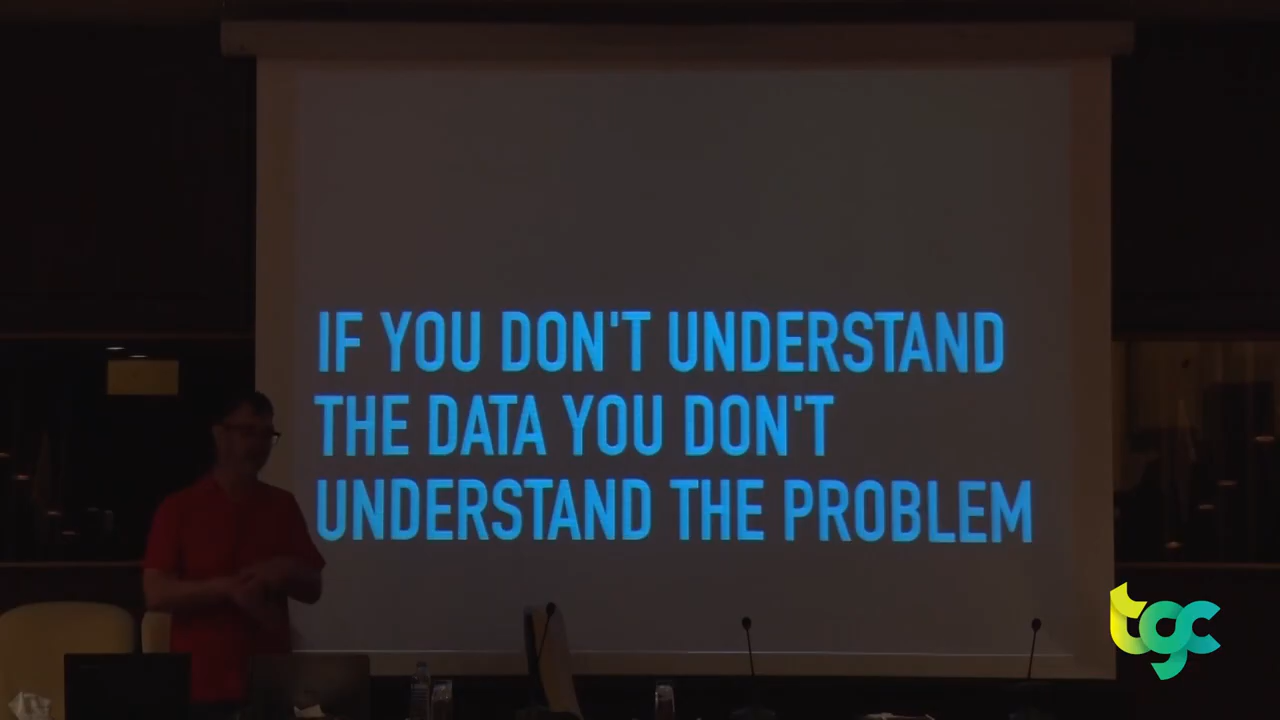 IF YOU DON'T UNDERSTAND
THE DATA YOU DON'T
UNDERSTAND THE PROBLEM
tgc